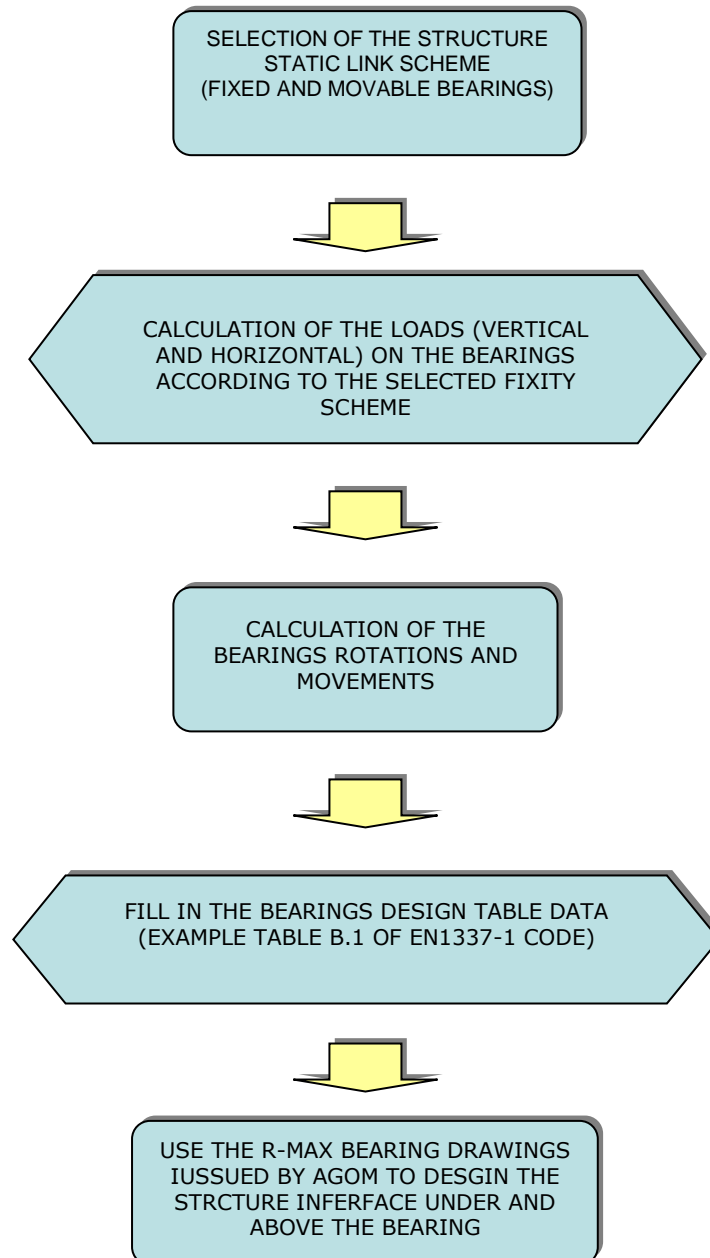 SELECTION OF THE STRUCTURE
STATIC LINK SCHEME
(FIXED AND MOVABLE BEARINGS)
CALCULATION OF THE LOADS (VERTICAL
AND HORIZONTAL) ON THE BEARINGS
ACCORDING TO THE SELECTED FIXITY
SCHEME
CALCULATION OF THE
BEARINGS ROTATIONS AND
MOVEMENTS
FILL IN THE BEARINGS DESIGN TABLE DATA
(EXAMPLE TABLE B.1 OF EN1337-1 CODE)
USE THE R-MAX BEARING DRAWINGS
IUSSUED BY AGOM TO DESGIN THE
STRCTURE INFERFACE UNDER AND
ABOVE THE BEARING